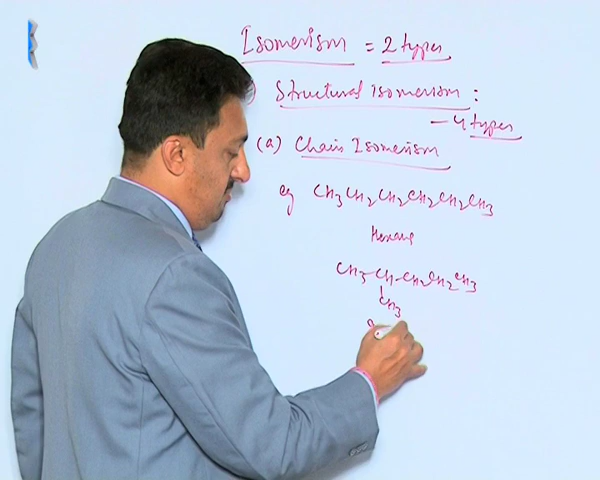 Isomerism = 2 types
) Structural Isomerism :
- 4 types
(a) Chain Isomerism
eg CH3CH2CH2CH2CH2CH3
Hexane
CH3-CH-CH2CH2CH3
CH3